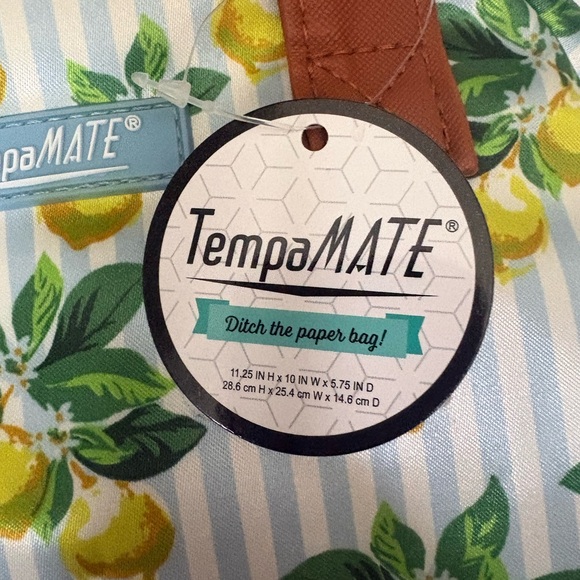 paMATE®
TempaMATE®
Ditch the paper bag!
11.25 IN H x 10 IN W x 5.75 IN D
28.6 cm H x 25.4 cm W x 14.6 cm D